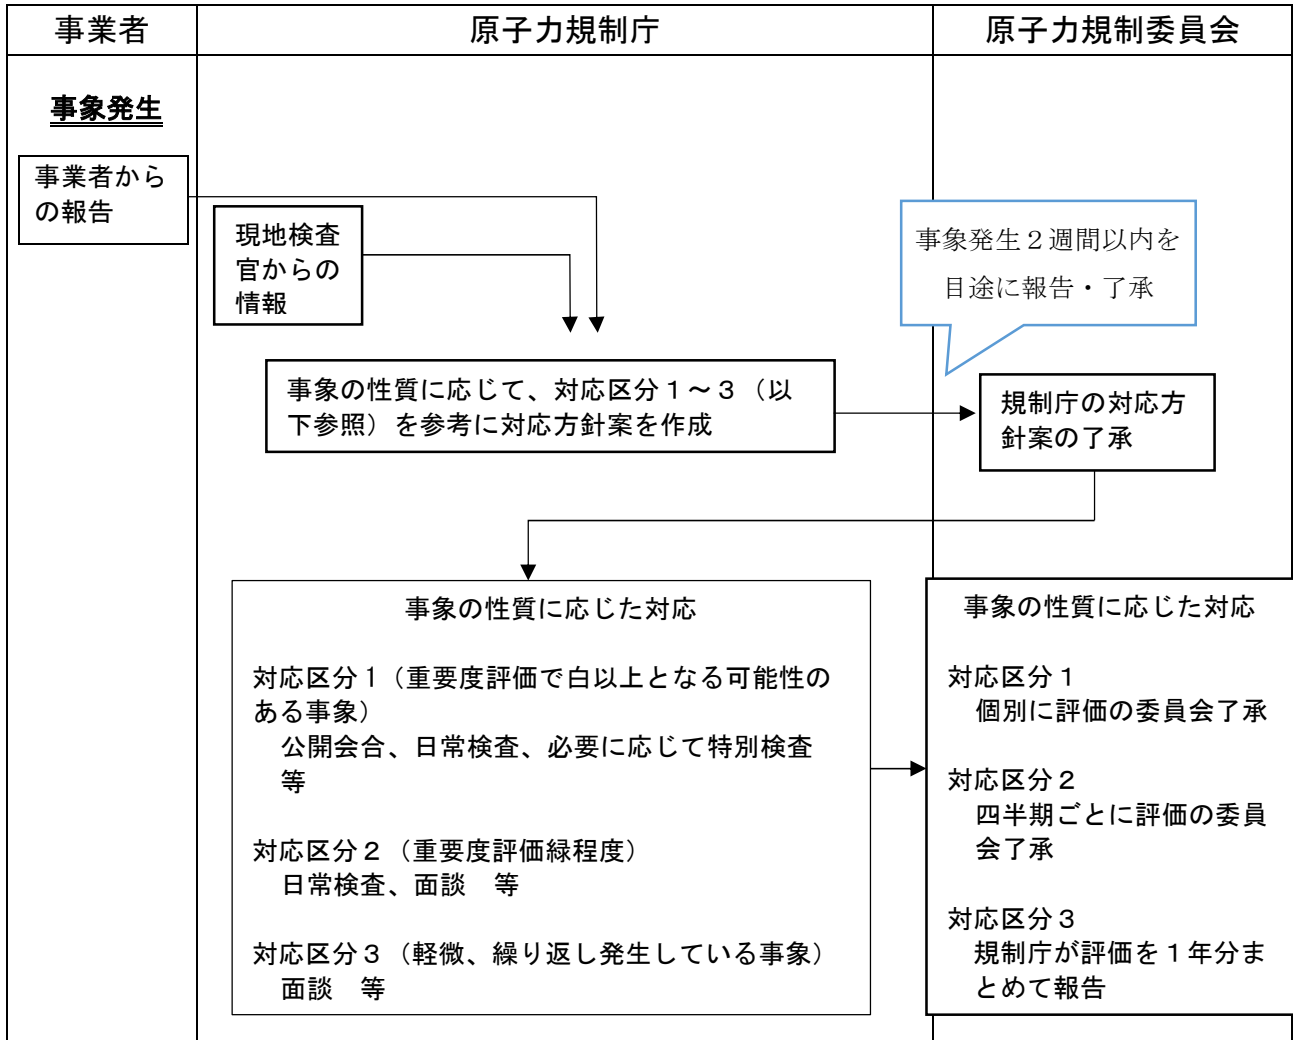 事業者
原子力規制庁
原子力規制委員会
事象発生
事業者から
の報告
現地検査
官からの
情報
事象発生２週間以内を
目途に報告・了承
事象の性質に応じて、対応区分１～３（以
下参照）を参考に対応方針案を作成
規制庁の対応方
針案の了承
事象の性質に応じた対応
対応区分１（重要度評価で白以上となる可能性の
ある事象）
公開会合、日常検査、必要に応じて特別検査
等
対応区分２（重要度評価緑程度）
日常検査、面談　等
対応区分３（軽微、繰り返し発生している事象）
面談　等
事象の性質に応じた対応
対応区分１
個別に評価の委員会了承
対応区分２
四半期ごとに評価の委員
会了承
対応区分３
規制庁が評価を１年分ま
とめて報告